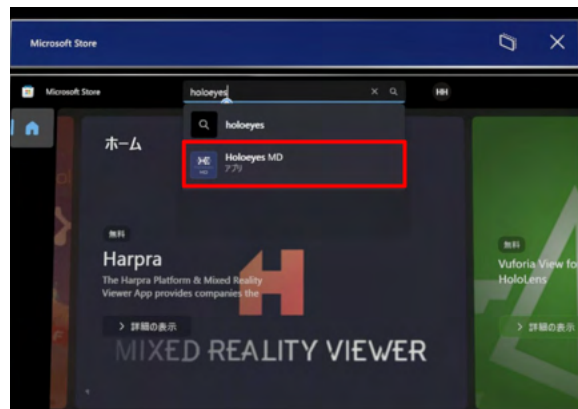 Microsoft Store
Microsoft Store
holoeyes
HH
holoeyes
Holoeyes MD
アプリ
ホーム
無料
Harpra
The Harpra Platform & Mixed Reality
Viewer App provides companies the
> 詳細の表示
MIXED REALITY VIEWER
無料
Vuforia View fo
HoloLens
> 詳細の表示